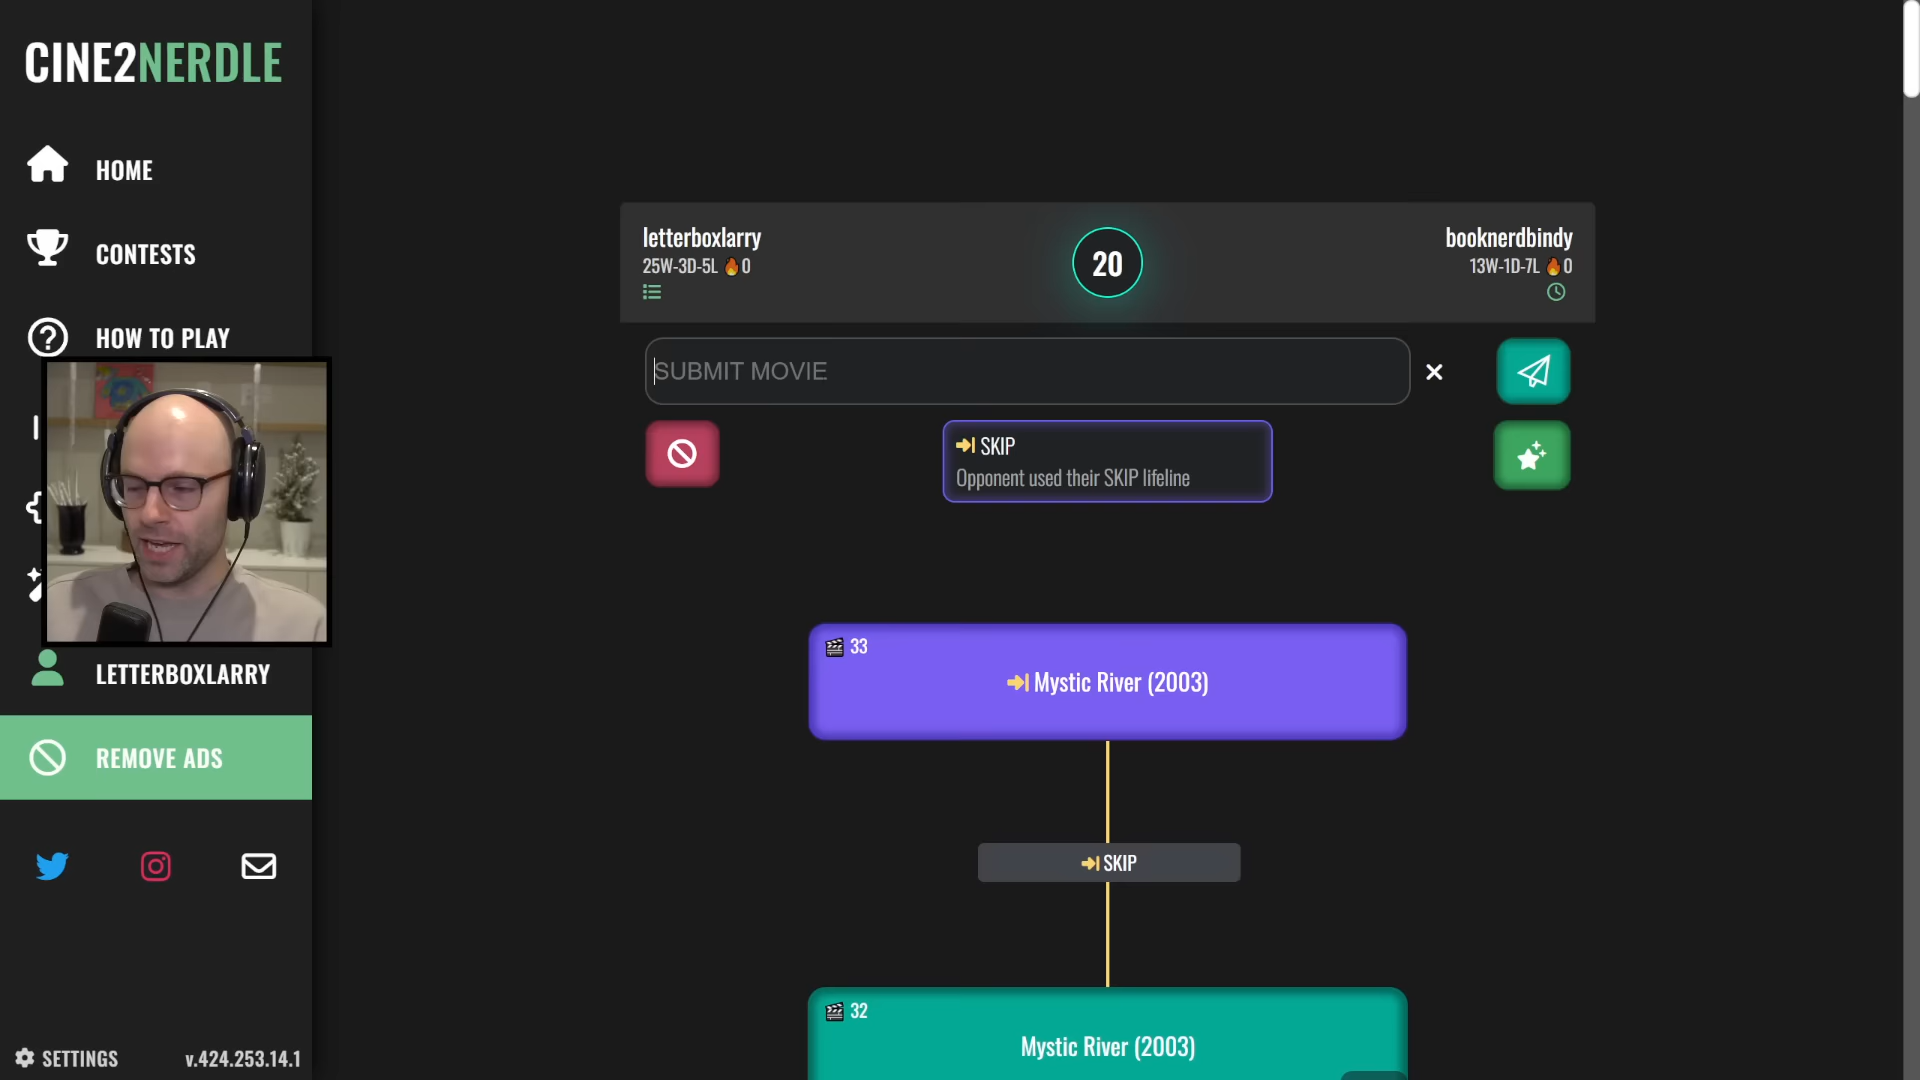 CINE2NERDLE
HOME
CONTESTS
HOW TO PLAY
LETTERBOXLARRY
REMOVE ADS
SETTINGS
v.424.253.14.1
letterboxlarry
25W-3D-5L 🔥0
20
booknerdbindy
13W-1D-7L 🔥0
SUBMIT MOVIE
SKIP
Opponent used their SKIP lifeline
33
Mystic River (2003)
SKIP
32
Mystic River (2003)